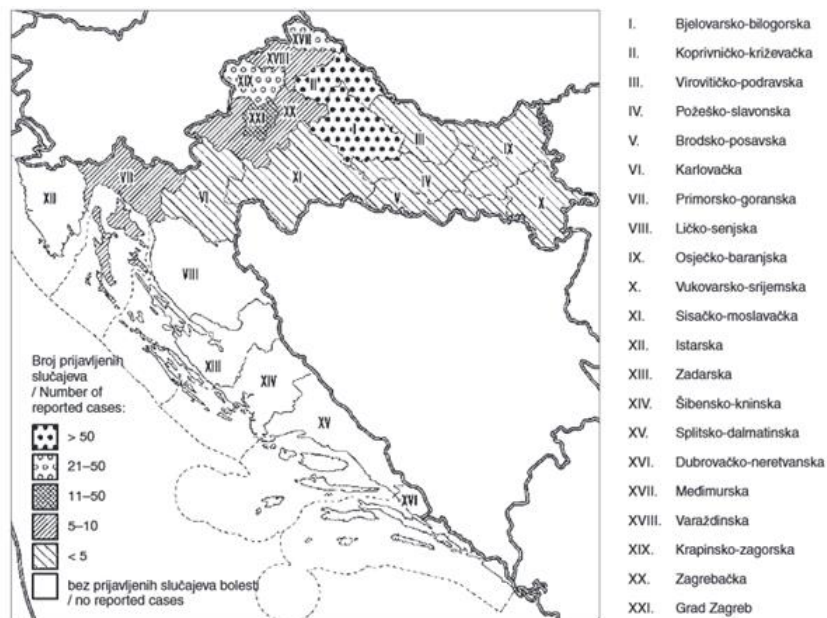 XVII
XVIII
XIX
II
XXI
XX
I
III
IX
VII
XII
VI
XI
IV
V
X
VIII
XIII
XIV
XV
XVI
Broj prijavljenih
slučajeva
/ Number of
reported cases:
> 50
21–50
11–50
5–10
< 5
bez prijavljenih slučajeva bolesti
/ no reported cases
I. Bjelovarsko-bilogorska
II. Koprivničko-križevačka
III. Virovitičko-podravska
IV. Požeško-slavonska
V. Brodsko-posavska
VI. Karlovačka
VII. Primorsko-goranska
VIII. Ličko-senjska
IX. Osječko-baranjska
X. Vukovarsko-srijemska
XI. Sisačko-moslavačka
XII. Istarska
XIII. Zadarska
XIV. Šibensko-kninska
XV. Splitsko-dalmatinska
XVI. Dubrovačko-neretvanska
XVII. Međimurska
XVIII. Varaždinska
XIX. Krapinsko-zagorska
XX. Zagrebačka
XXI. Grad Zagreb